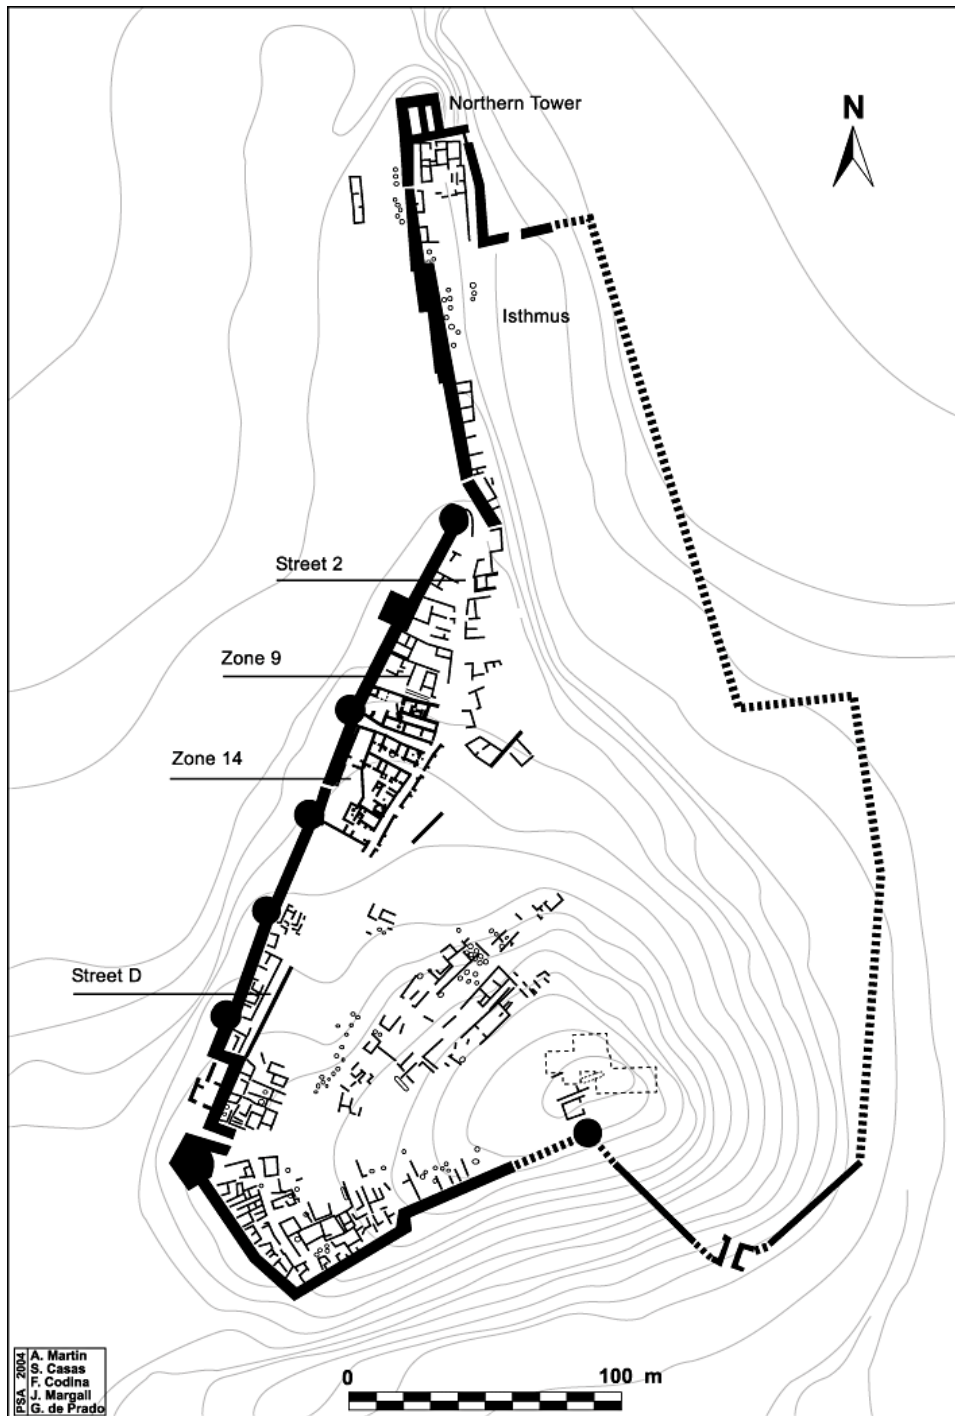 Northern Tower
N
Isthmus
Street 2
Zone 9
Zone 14
Street D
PSA 2004
A. Martin
S. Casas
F. Codina
J. Margall
G. de Prado
0 100 m